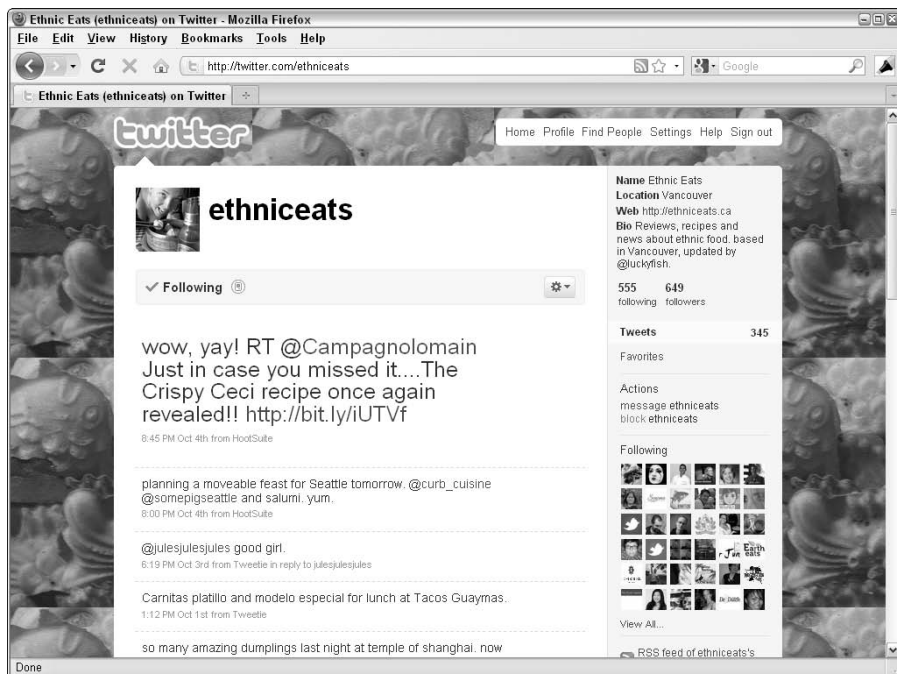 Ethnic Eats (ethniceats) on Twitter - Mozilla Firefox
File Edit View History Bookmarks Tools Help
http://twitter.com/ethniceats
Google
Ethnic Eats (ethniceats) on Twitter
twitter
Home Profile Find People Settings Help Sign out
ethniceats
Following
wow, yay! RT @Campagnolomain
Just in case you missed it....The
Crispy Ceci recipe once again
revealed!! http://bit.ly/iUTVf
8:45 PM Oct 4th from HootSuite
planning a moveable feast for Seattle tomorrow. @curb_cuisine
@somepigseattle and salumi. yum.
8:00 PM Oct 4th from HootSuite
@julesjulesjules good girl.
6:19 PM Oct 3rd from Tweetie in reply to julesjulesjules
Carnitas platillo and modelo especial for lunch at Tacos Guaymas.
1:12 PM Oct 1st from Tweetie
so many amazing dumplings last night at temple of shanghai. now
Name Ethnic Eats
Location Vancouver
Web http://ethniceats.ca
Bio Reviews, recipes and
news about ethnic food. based
in Vancouver, updated by
@luckyfish.
555 649
following followers
Tweets 345
Favorites
Actions
message ethniceats
block ethniceats
Following
Earth
eats
View All...
RSS feed of ethniceats's
Done